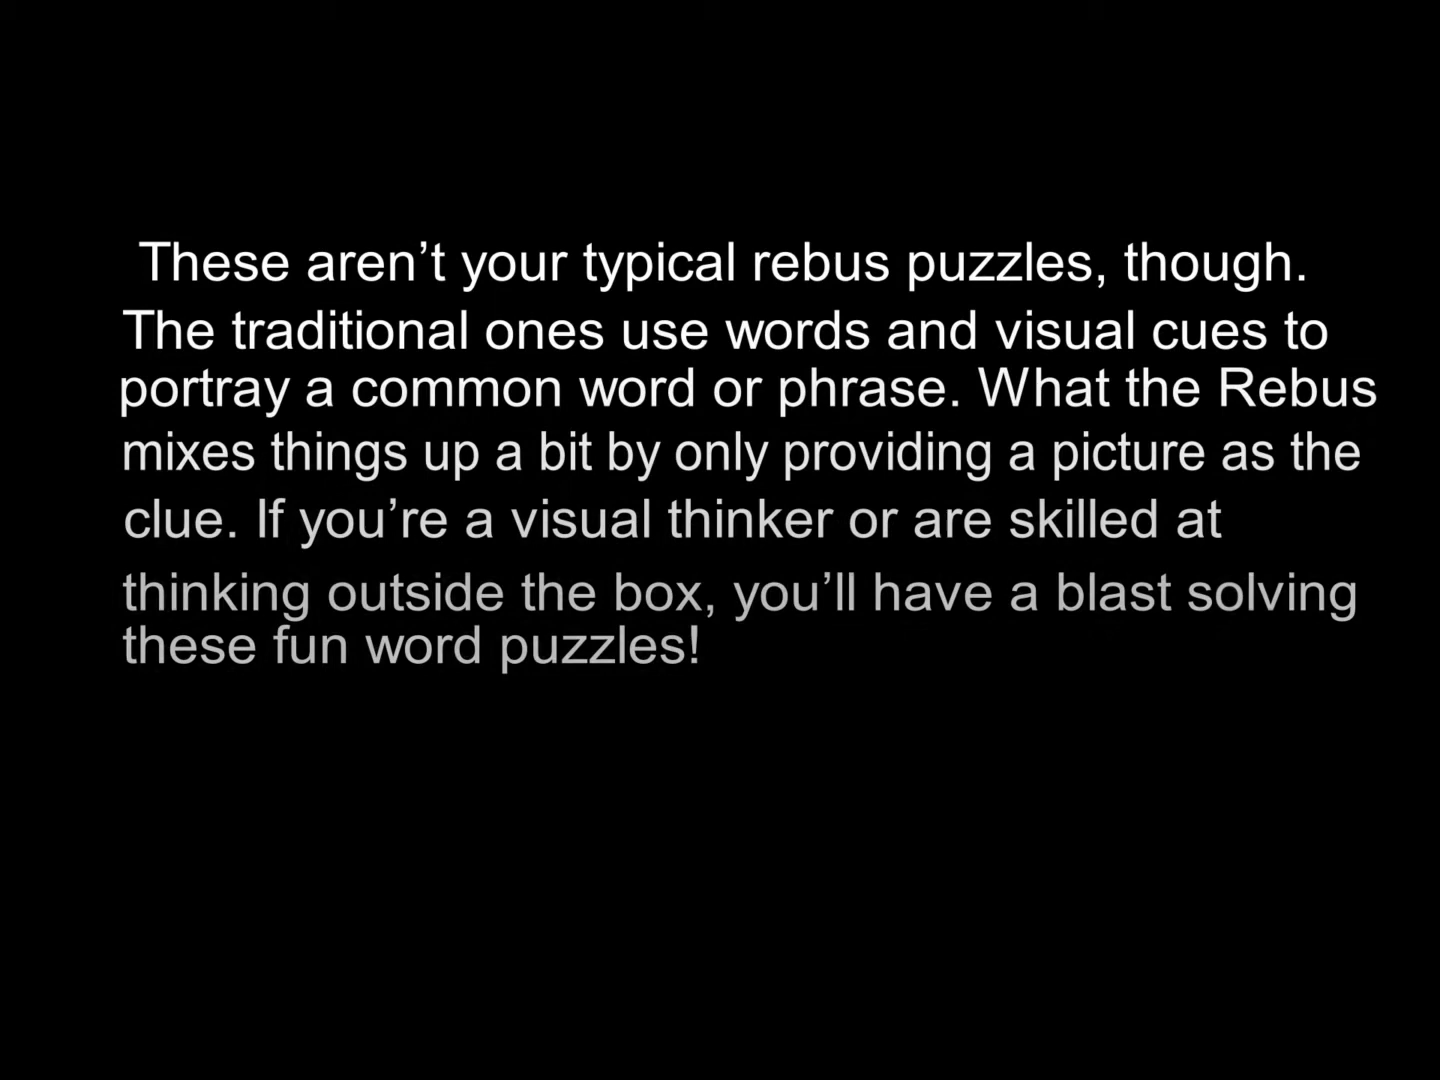 These aren’t your typical rebus puzzles, though.
The traditional ones use words and visual cues to
portray a common word or phrase. What the Rebus
mixes things up a bit by only providing a picture as the
clue. If you’re a visual thinker or are skilled at
thinking outside the box, you’ll have a blast solving
these fun word puzzles!